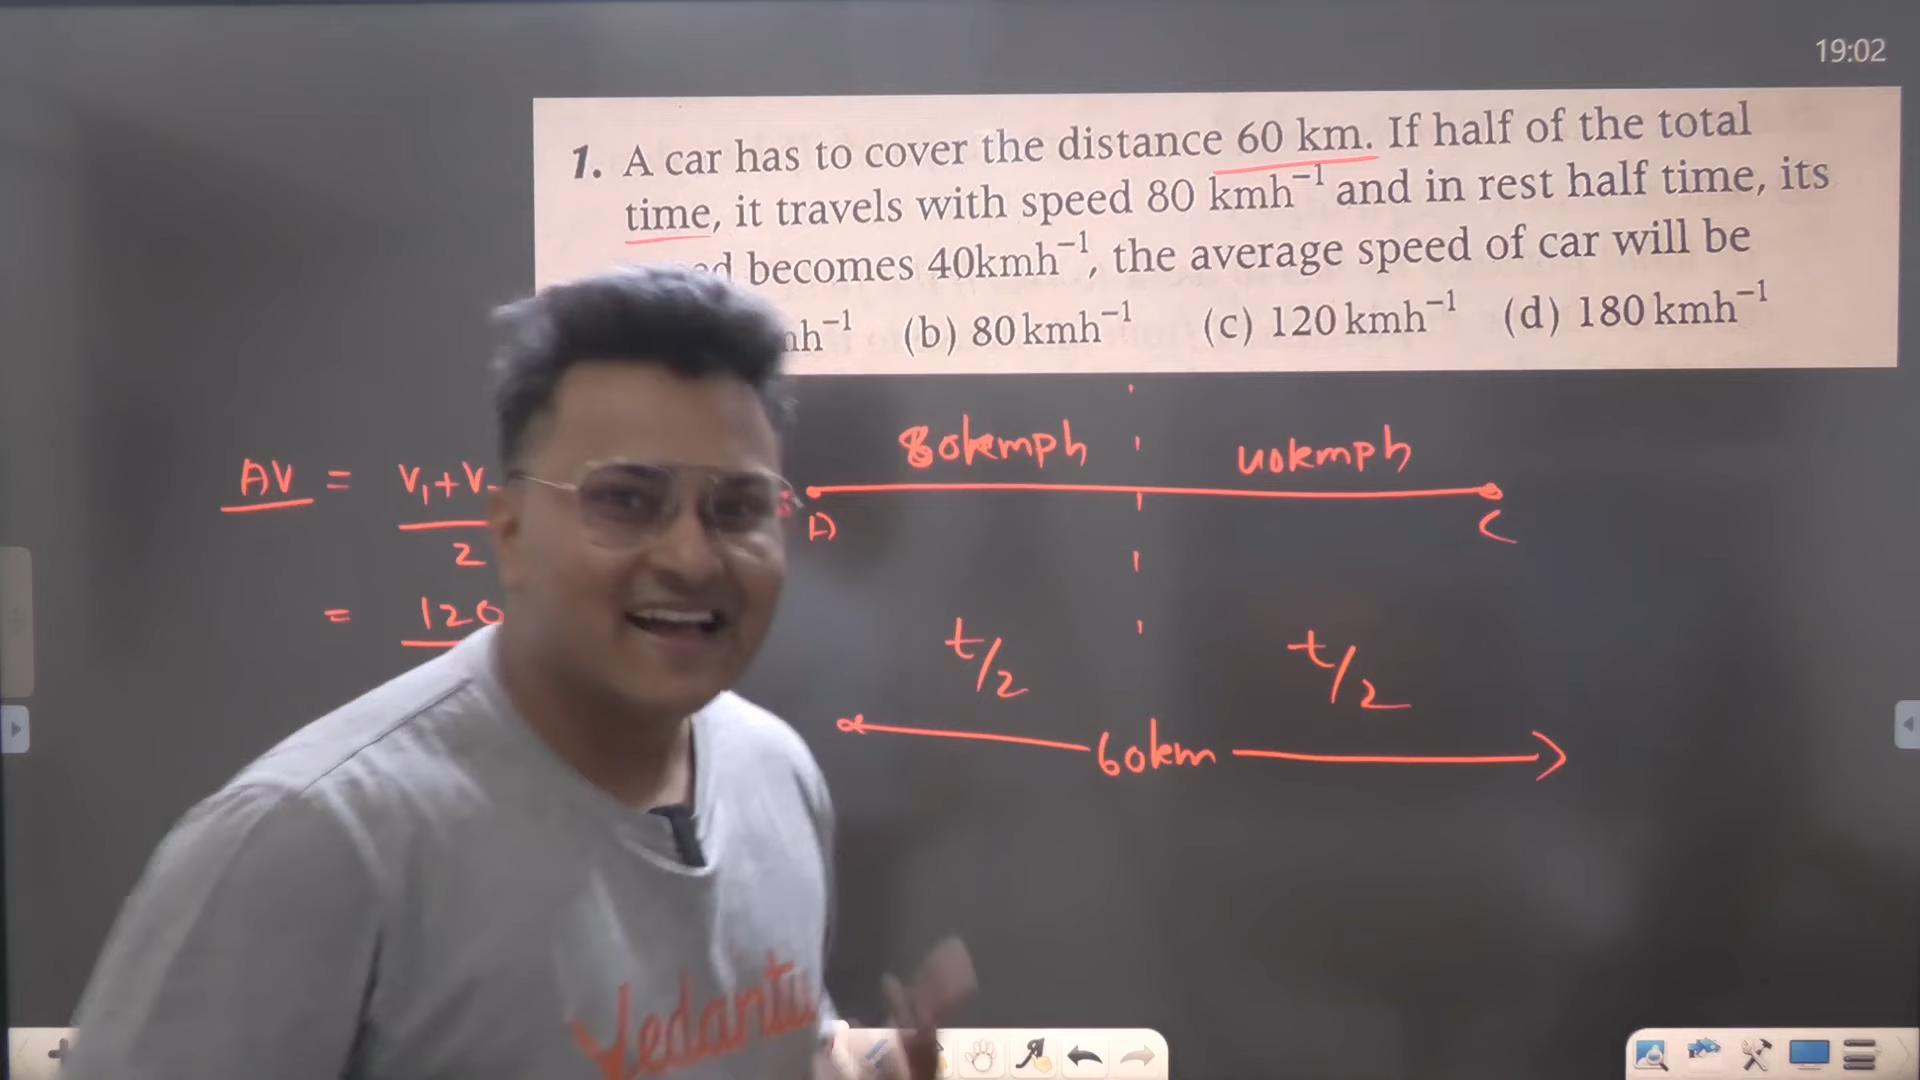 19:02
1. A car has to cover the distance 60 km. If half of the total
time, it travels with speed 80 kmh⁻¹ and in rest half time, its
becomes 40kmh⁻¹, the average speed of car will be
(b) 80 kmh⁻¹ (c) 120 kmh⁻¹ (d) 180 kmh⁻¹
80kmph 40kmph
AV = V₁+V
2
A C
= 120
t/2 t/2
60km
Vedantu